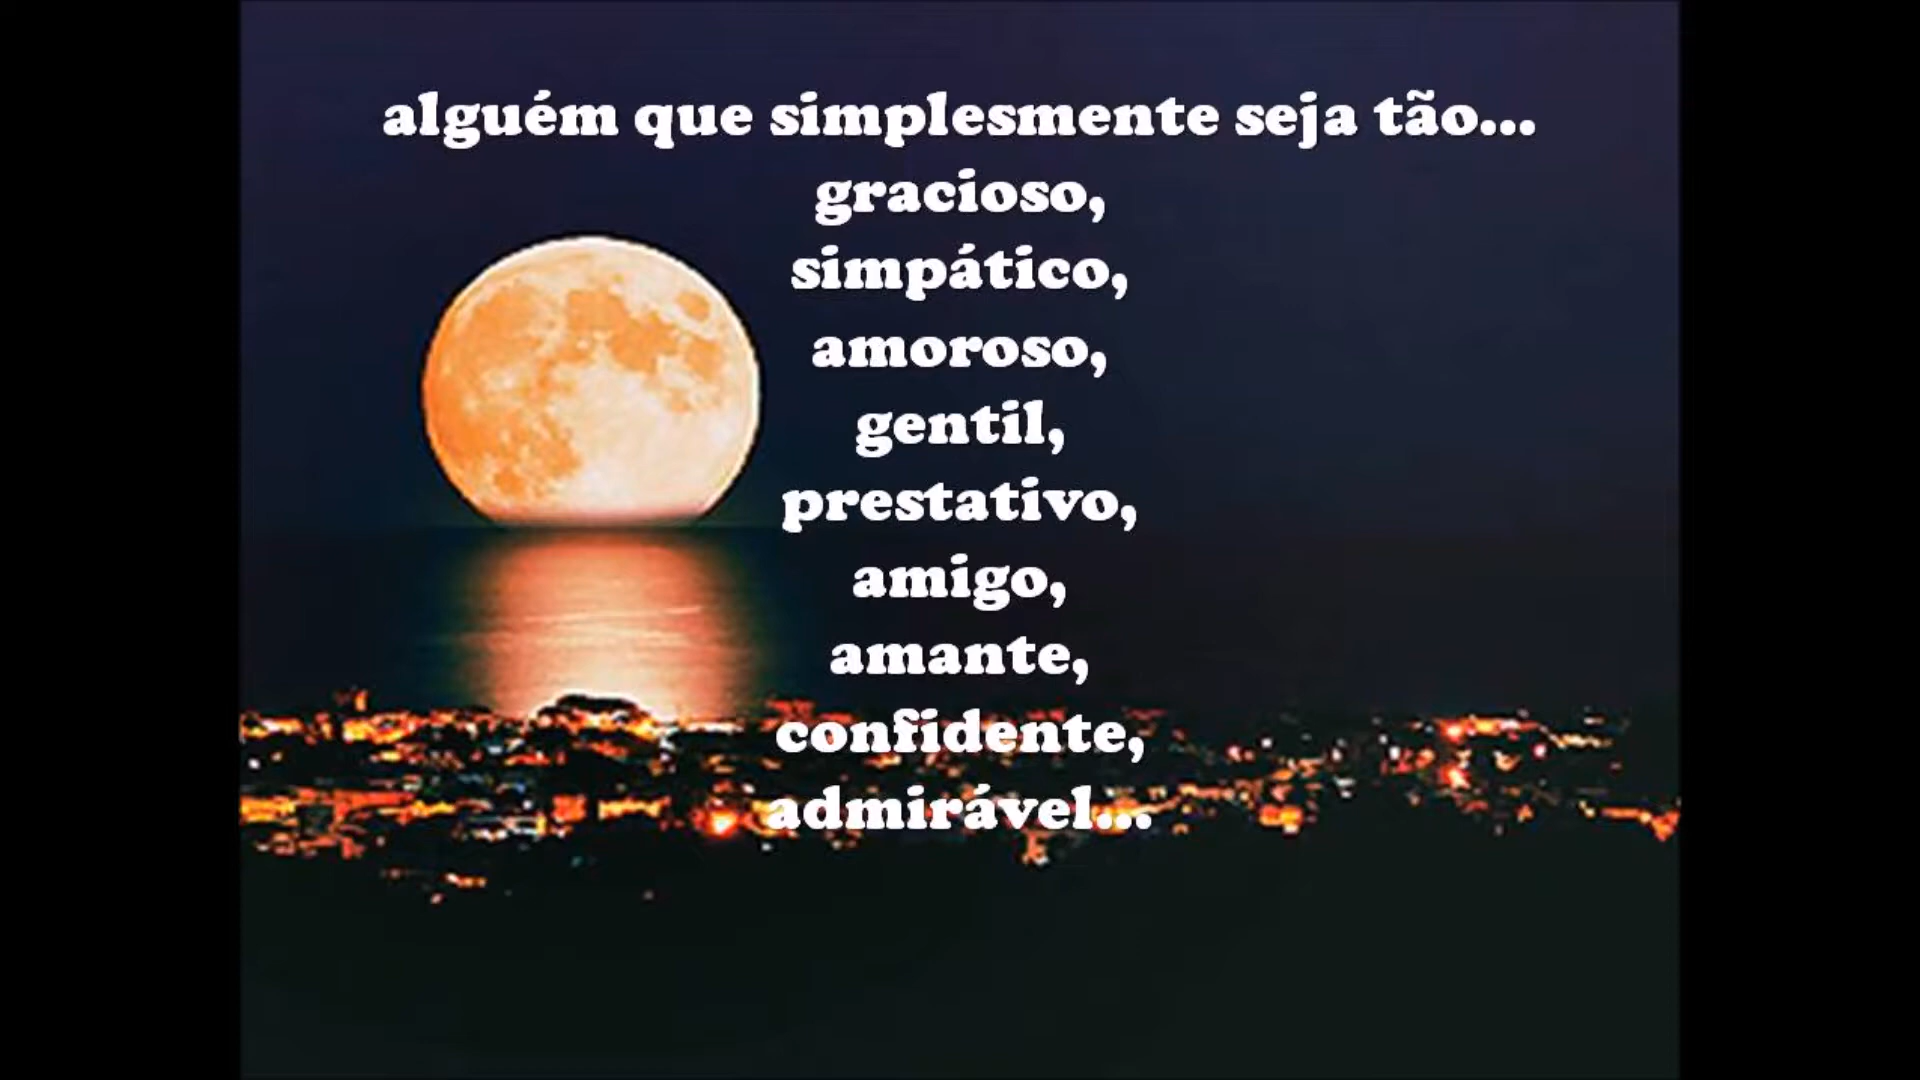 alguém que simplesmente seja tão...
gracioso,
simpático,
amoroso,
gentil,
prestativo,
amigo,
amante,
confidente,
admirável...